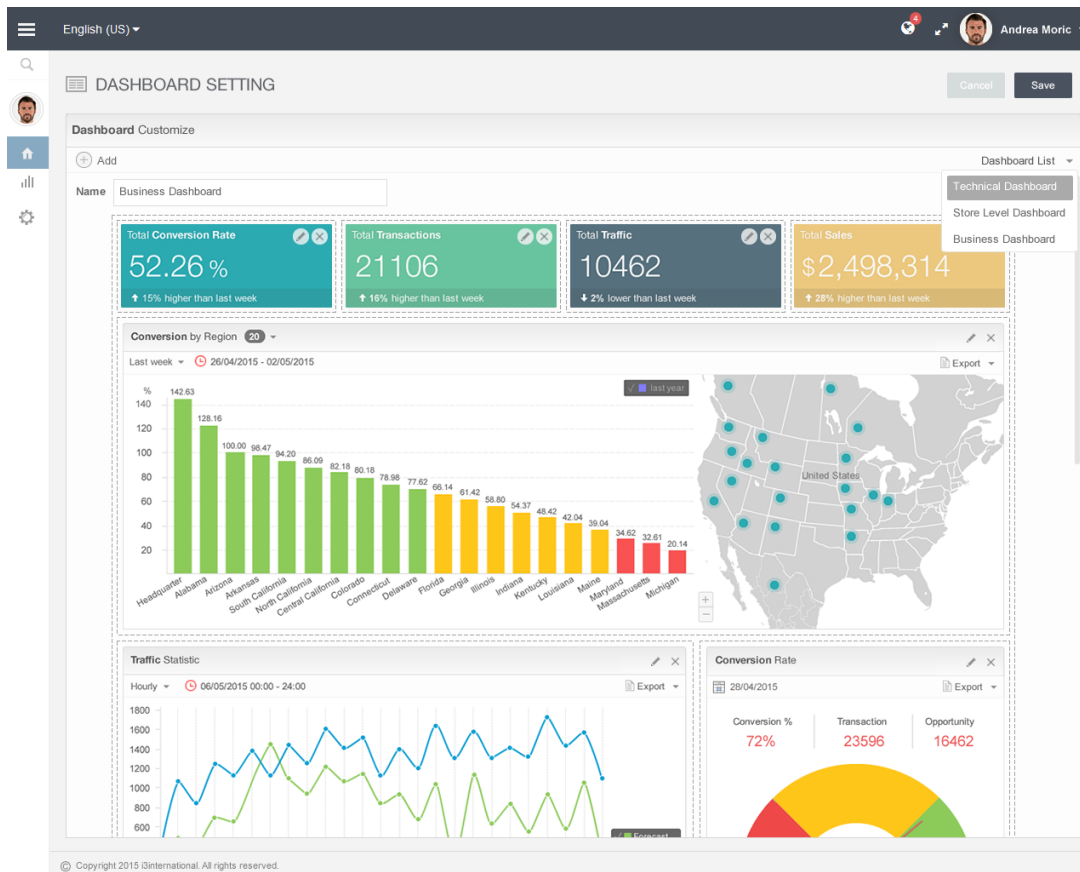 English (US)
4
Andrea Moric
DASHBOARD SETTING
Cancel
Save
Dashboard Customize
Add
Dashboard List
Name
Business Dashboard
Technical Dashboard
Store Level Dashboard
Business Dashboard
Total Conversion Rate
52.26 %
15% higher than last week
Total Transactions
21106
16% higher than last week
Total Traffic
10462
2% lower than last week
Total Sales
$2,498,314
28% higher than last week
Conversion by Region 20
Last week
26/04/2015 - 02/05/2015
Export
%
140
120
100
80
60
40
20
142.63
128.16
100.00
98.47
94.20
86.09
82.18
80.18
78.98
77.62
66.14
61.42
58.80
54.37
48.42
42.04
39.04
34.62
32.61
20.14
last year
Headquarter
Alabama
Arizona
Arkansas
South California
North California
Central California
Colorado
Connecticut
Delaware
Florida
Georgia
Illinois
Indiana
Kentucky
Louisiana
Maine
Maryland
Massachusetts
Michigan
United States
+
−
Traffic Statistic
Hourly
06/05/2015 00:00 - 24:00
Export
1800
1600
1400
1200
1000
800
600
Forecast
Conversion Rate
28/04/2015
Export
Conversion %
72%
Transaction
23596
Opportunity
16462
© Copyright 2015 i3international. All rights reserved.